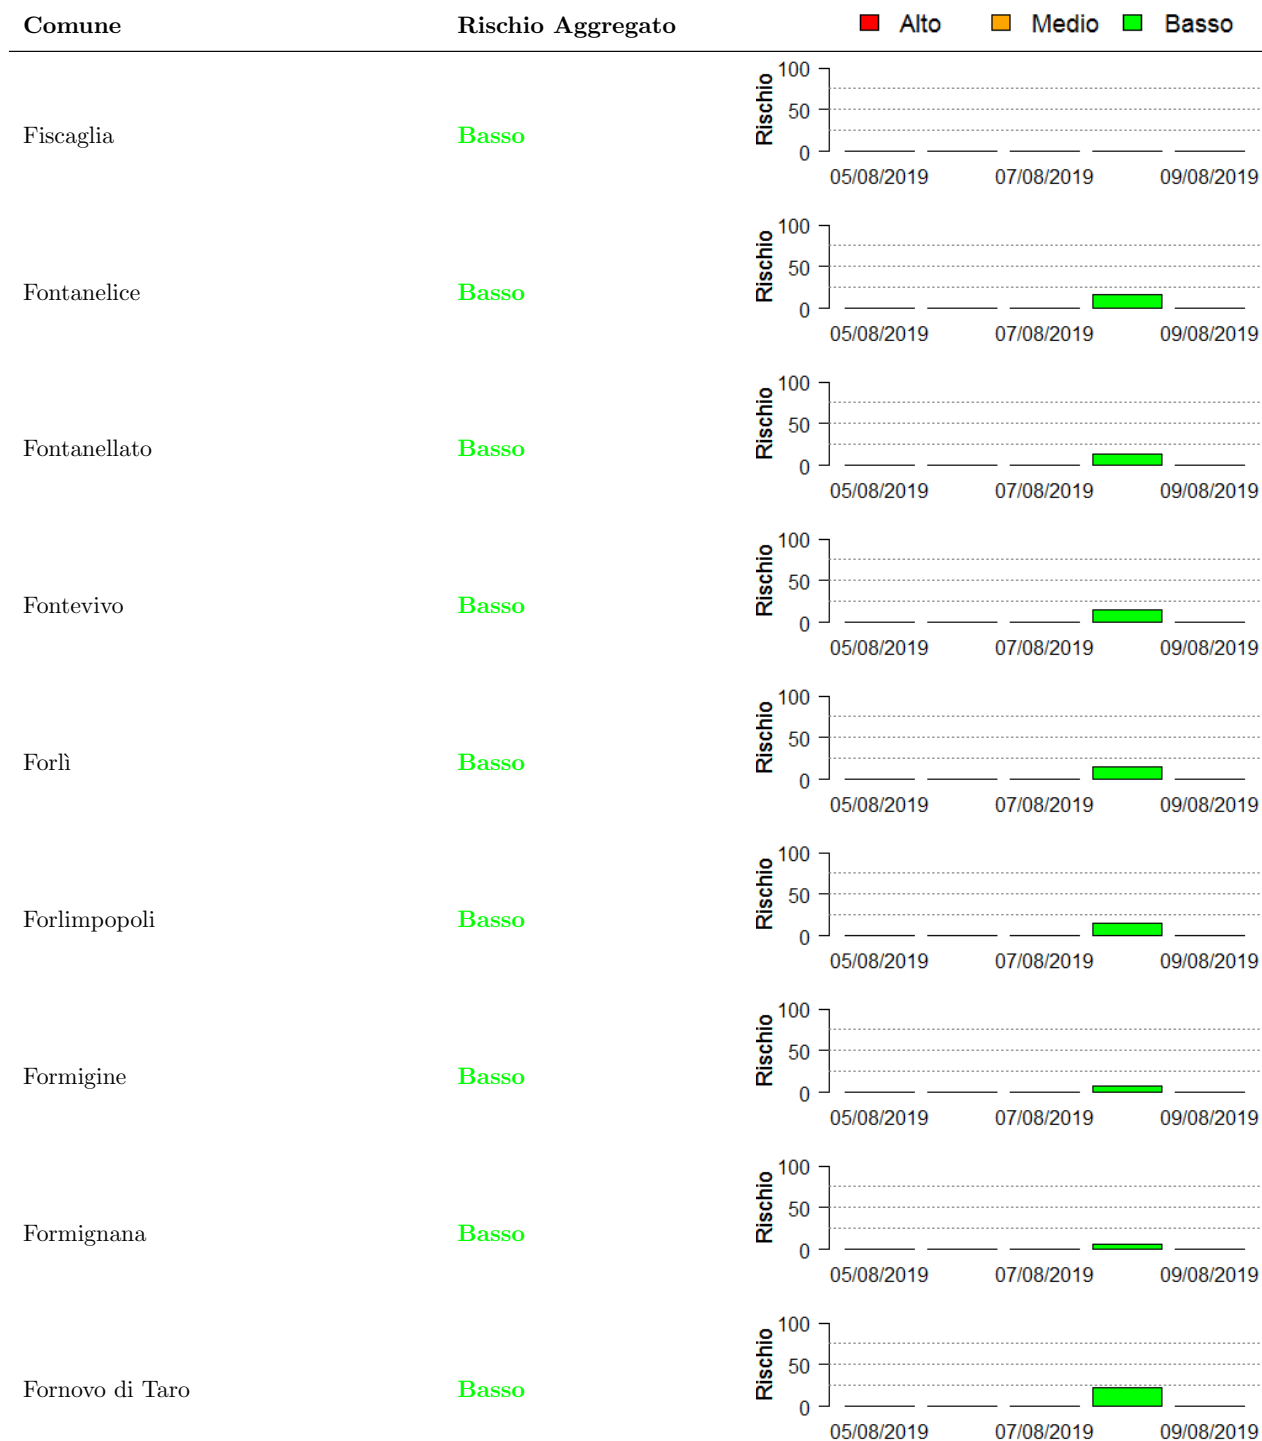 Comune Rischio Aggregato Alto Medio Basso
Fiscaglia Basso
Rischio
100
50
0
05/08/2019 07/08/2019 09/08/2019
Fontanelice Basso
Rischio
100
50
0
05/08/2019 07/08/2019 09/08/2019
Fontanellato Basso
Rischio
100
50
0
05/08/2019 07/08/2019 09/08/2019
Fontevivo Basso
Rischio
100
50
0
05/08/2019 07/08/2019 09/08/2019
Forlì Basso
Rischio
100
50
0
05/08/2019 07/08/2019 09/08/2019
Forlimpopoli Basso
Rischio
100
50
0
05/08/2019 07/08/2019 09/08/2019
Formigine Basso
Rischio
100
50
0
05/08/2019 07/08/2019 09/08/2019
Formignana Basso
Rischio
100
50
0
05/08/2019 07/08/2019 09/08/2019
Fornovo di Taro Basso
Rischio
100
50
0
05/08/2019 07/08/2019 09/08/2019